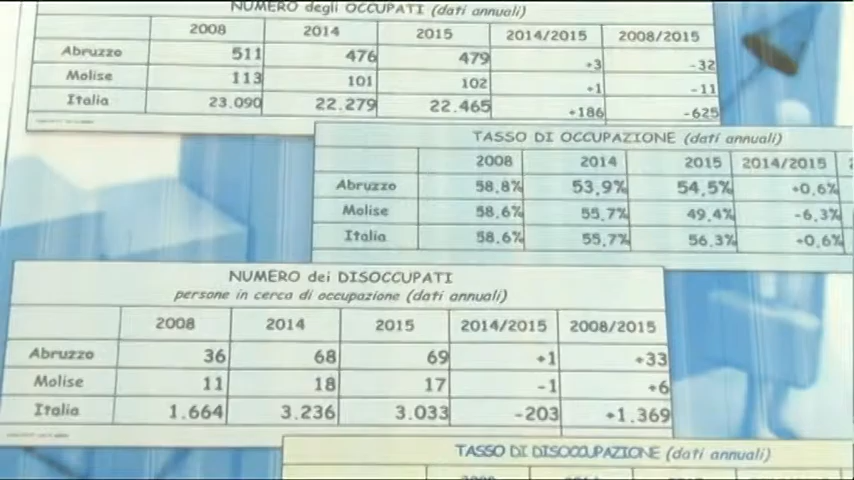 NUMERO degli OCCUPATI (dati annuali)
2008 2014 2015 2014/2015 2008/2015
Abruzzo 511 476 479 +3 -32
Molise 113 101 102 +1 -11
Italia 23.090 22.279 22.465 +186 -625
TASSO DI OCCUPAZIONE (dati annuali)
2008 2014 2015 2014/2015
Abruzzo 58,8% 53,9% 54,5% +0,6%
Molise 58,6% 55,7% 49,4% -6,3%
Italia 58,6% 55,7% 56,3% +0,6%
NUMERO dei DISOCCUPATI
persone in cerca di occupazione (dati annuali)
2008 2014 2015 2014/2015 2008/2015
Abruzzo 36 68 69 +1 +33
Molise 11 18 17 -1 +6
Italia 1.664 3.236 3.033 -203 +1.369
TASSO DI DISOCCUPAZIONE (dati annuali)